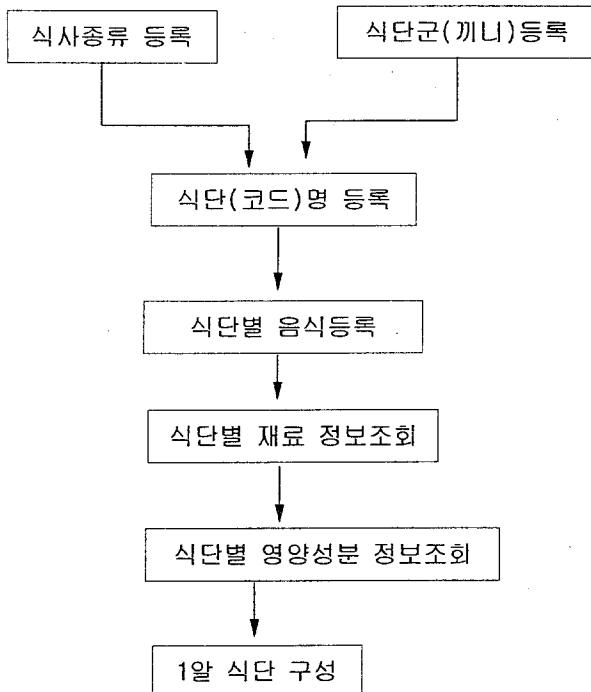 식사종류 등록
식단군(끼니)등록
식단(코드)명 등록
식단별 음식등록
식단별 재료 정보조회
식단별 영양성분 정보조회
1알 식단 구성